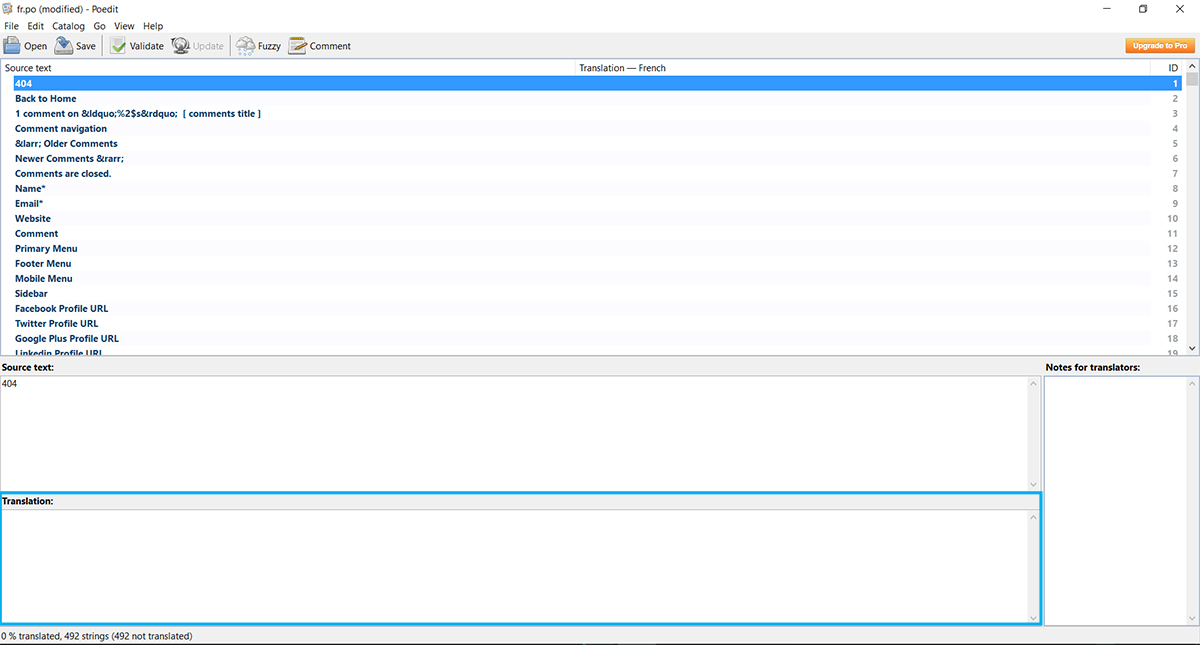 fr.po (modified) - Poedit
File Edit Catalog Go View Help
Open Save Validate Update Fuzzy Comment Upgrade to Pro
Source text Translation — French ID
404 1
Back to Home 2
1 comment on &ldquo;%2$s&rdquo; [ comments title ] 3
Comment navigation 4
&larr; Older Comments 5
Newer Comments &rarr; 6
Comments are closed. 7
Name* 8
Email* 9
Website 10
Comment 11
Primary Menu 12
Footer Menu 13
Mobile Menu 14
Sidebar 15
Facebook Profile URL 16
Twitter Profile URL 17
Google Plus Profile URL 18
Linkedin Profile URL 19
Source text: Notes for translators:
404
Translation:
0 % translated, 492 strings (492 not translated)